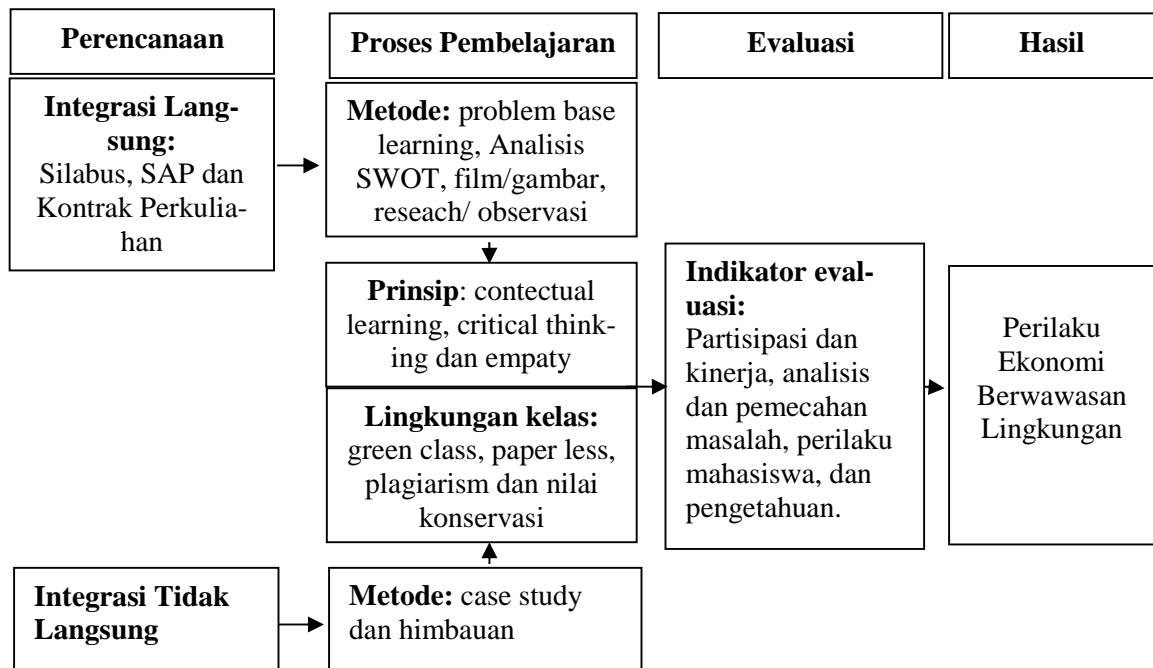 Perencanaan
Proses Pembelajaran
Evaluasi
Hasil
Integrasi Lang-
sung:
Silabus, SAP dan
Kontrak Perkulia-
han
Metode: problem base
learning, Analisis
SWOT, film/gambar,
reseach/ observasi
Prinsip: contectual
learning, critical think-
ing dan empaty
Lingkungan kelas:
green class, paper less,
plagiarism dan nilai
konservasi
Indikator eval-
uasi:
Partisipasi dan
kinerja, analisis
dan pemecahan
masalah, perilaku
mahasiswa, dan
pengetahuan.
Perilaku
Ekonomi
Berwawasan
Lingkungan
Integrasi Tidak
Langsung
Metode: case study
dan himbauan